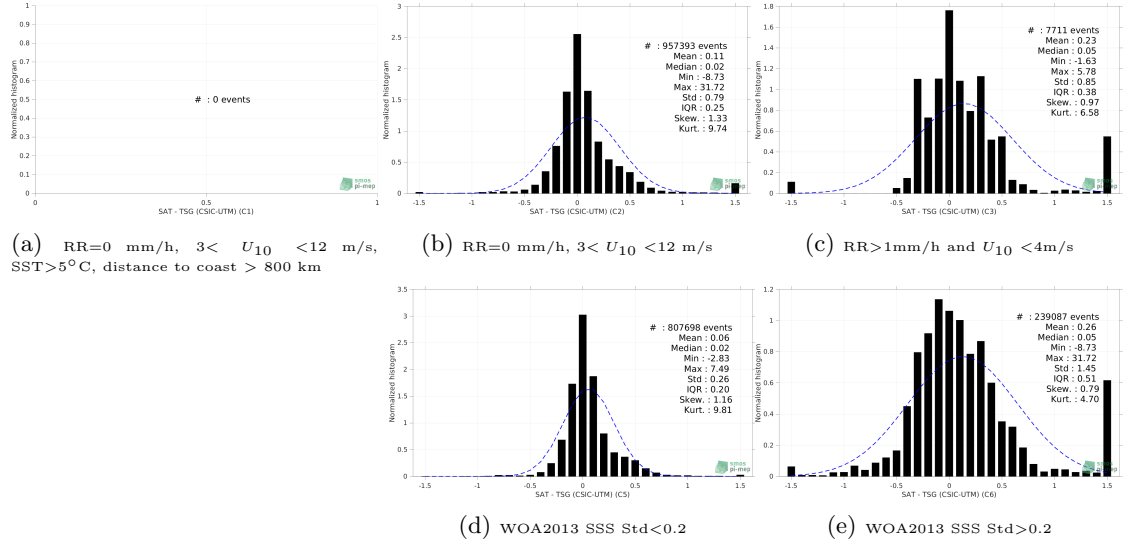 1
0.9
0.8
0.7
0.6
0.5
0.4
0.3
0.2
0.1
0
Normalized histogram
# : 0 events
smos
pi-mep
0 0.5 1
SAT - TSG (CSIC-UTM) (C1)
(a) RR=0 mm/h, 3< U10 <12 m/s,
SST>5°C, distance to coast > 800 km
3
2.5
2
1.5
1
0.5
0
Normalized histogram
# : 957393 events
Mean : 0.11
Median : 0.02
Min : -8.73
Max : 31.72
Std : 0.79
IQR : 0.25
Skew. : 1.33
Kurt. : 9.74
smos
pi-mep
-1.5 -1 -0.5 0 0.5 1 1.5
SAT - TSG (CSIC-UTM) (C2)
(b) RR=0 mm/h, 3< U10 <12 m/s
1.8
1.6
1.4
1.2
1
0.8
0.6
0.4
0.2
0
Normalized histogram
# : 7711 events
Mean : 0.23
Median : 0.05
Min : -1.63
Max : 5.78
Std : 0.85
IQR : 0.38
Skew. : 0.97
Kurt. : 6.58
smos
pi-mep
-1.5 -1 -0.5 0 0.5 1 1.5
SAT - TSG (CSIC-UTM) (C3)
(c) RR>1mm/h and U10 <4m/s
3.5
3
2.5
2
1.5
1
0.5
0
Normalized histogram
# : 807698 events
Mean : 0.06
Median : 0.02
Min : -2.83
Max : 7.49
Std : 0.26
IQR : 0.20
Skew. : 1.16
Kurt. : 9.81
smos
pi-mep
-1.5 -1 -0.5 0 0.5 1 1.5
SAT - TSG (CSIC-UTM) (C5)
(d) WOA2013 SSS Std<0.2
1.2
1
0.8
0.6
0.4
0.2
0
Normalized histogram
# : 239087 events
Mean : 0.26
Median : 0.05
Min : -8.73
Max : 31.72
Std : 1.45
IQR : 0.51
Skew. : 0.79
Kurt. : 4.70
smos
pi-mep
-1.5 -1 -0.5 0 0.5 1 1.5
SAT - TSG (CSIC-UTM) (C6)
(e) WOA2013 SSS Std>0.2